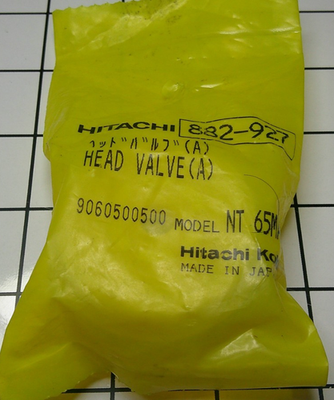 HITACHI 882-927
ヘッドバルブ(A)
HEAD VALVE(A)
9060500500 MODEL NT 65M
Hitachi Ko
MADE IN JAP